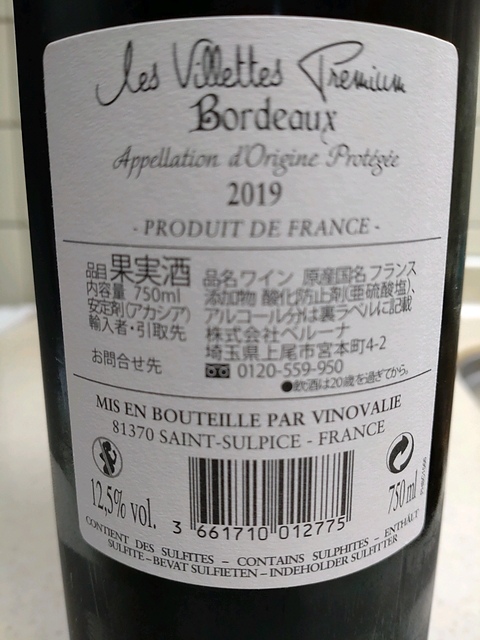 Les Villettes Premium
Bordeaux
Appellation d'Origine Protégée
2019
- PRODUIT DE FRANCE -
品目 果実酒 品名 ワイン 原産国名 フランス
内容量 750ml 添加物 酸化防止剤(亜硫酸塩)、
安定剤(アカシア) アルコール分は裏ラベルに記載
輸入者・引取先 株式会社ベルーナ
埼玉県上尾市宮本町4-2
お問合せ先 0120-559-950
●飲酒は20歳を過ぎてから。
MIS EN BOUTEILLE PAR VINOVALIE
81370 SAINT-SULPICE - FRANCE
12,5% vol.
750 ml
3 661710 012775
CONTIENT DES SULFITES - CONTAINS SULPHITES - ENTHÄLT
SULFITE - BEVAT SULFIETEN - INDEHOLDER SULFITTER